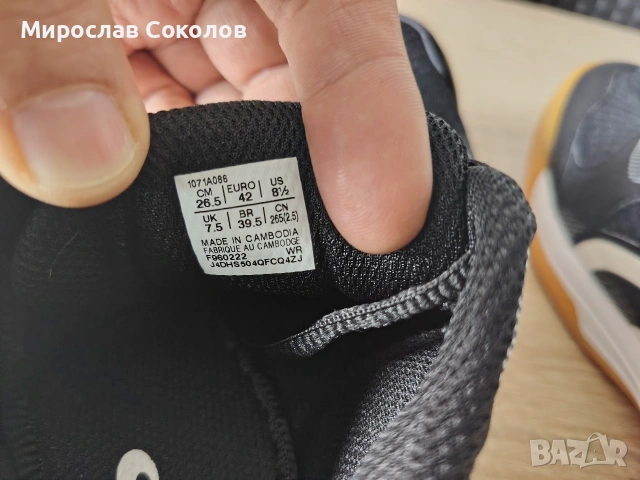 Мирослав Соколов
1071A086
CM EURO US
26.5 42 8½
UK BR CN
7.5 39.5 265(2.5)
MADE IN CAMBODIA
FABRIQUE AU CAMBODGE
F960222 WR
J4DHS504QFCQ4ZJ
BAZAR